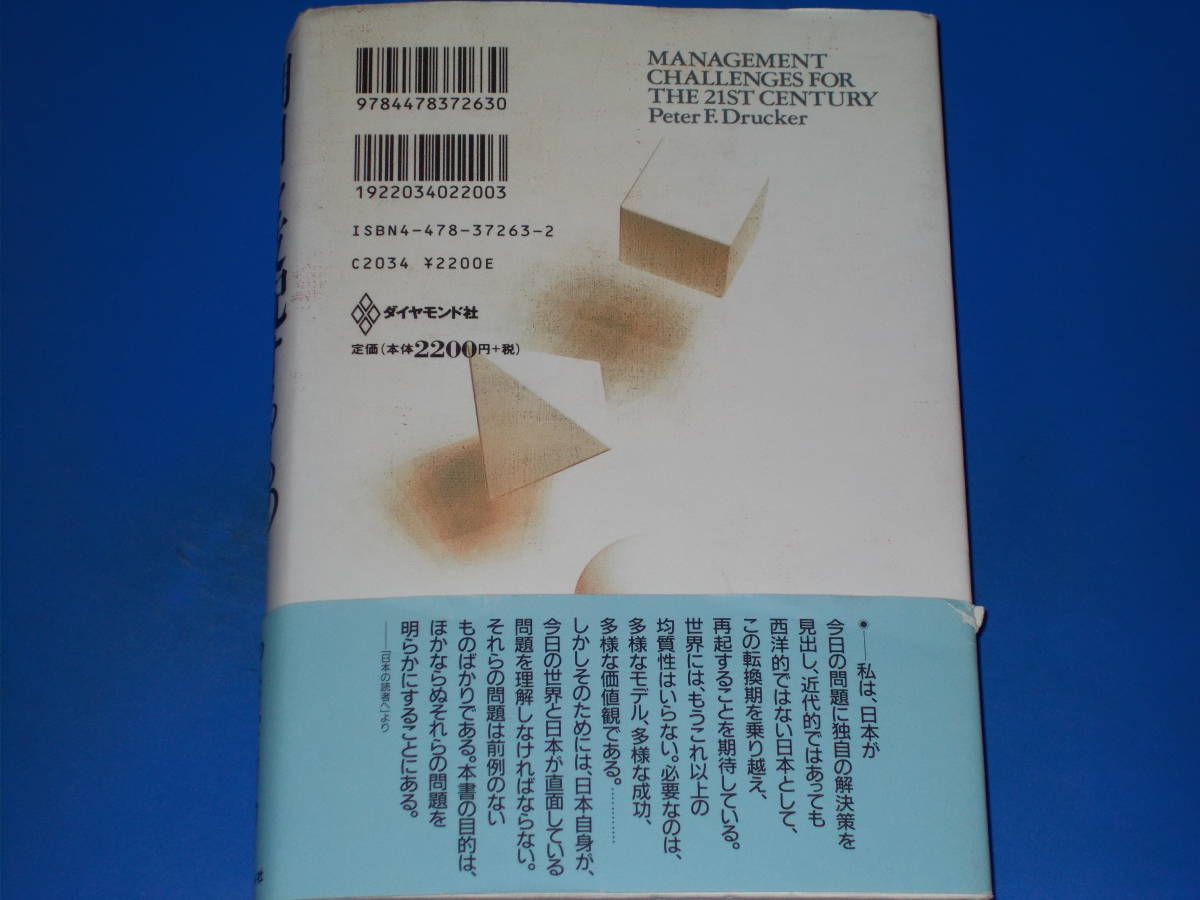 9784478372630
1922034022003
ISBN4-478-37263-2
C2034 ¥2200E
ダイヤモンド社
定価(本体2200円+税)
MANAGEMENT
CHALLENGES FOR
THE 21ST CENTURY
Peter F. Drucker
●――私は、日本が
今日の問題に独自の解決策を
見出し、近代的ではあっても
西洋的ではない日本として、
この転換期を乗り越え、
再起することを期待している。
世界には、もうこれ以上の
均質性はいらない。必要なのは、
多様なモデル、多様な成功、
多様な価値観である。…………
しかしそのためには、日本自身が、
今日の世界と日本が直面している
問題を理解しなければならない。
それらの問題は前例のない
ものばかりである。本書の目的は、
ほかならぬそれらの問題を
明らかにすることにある。
――「日本の読者へ」より